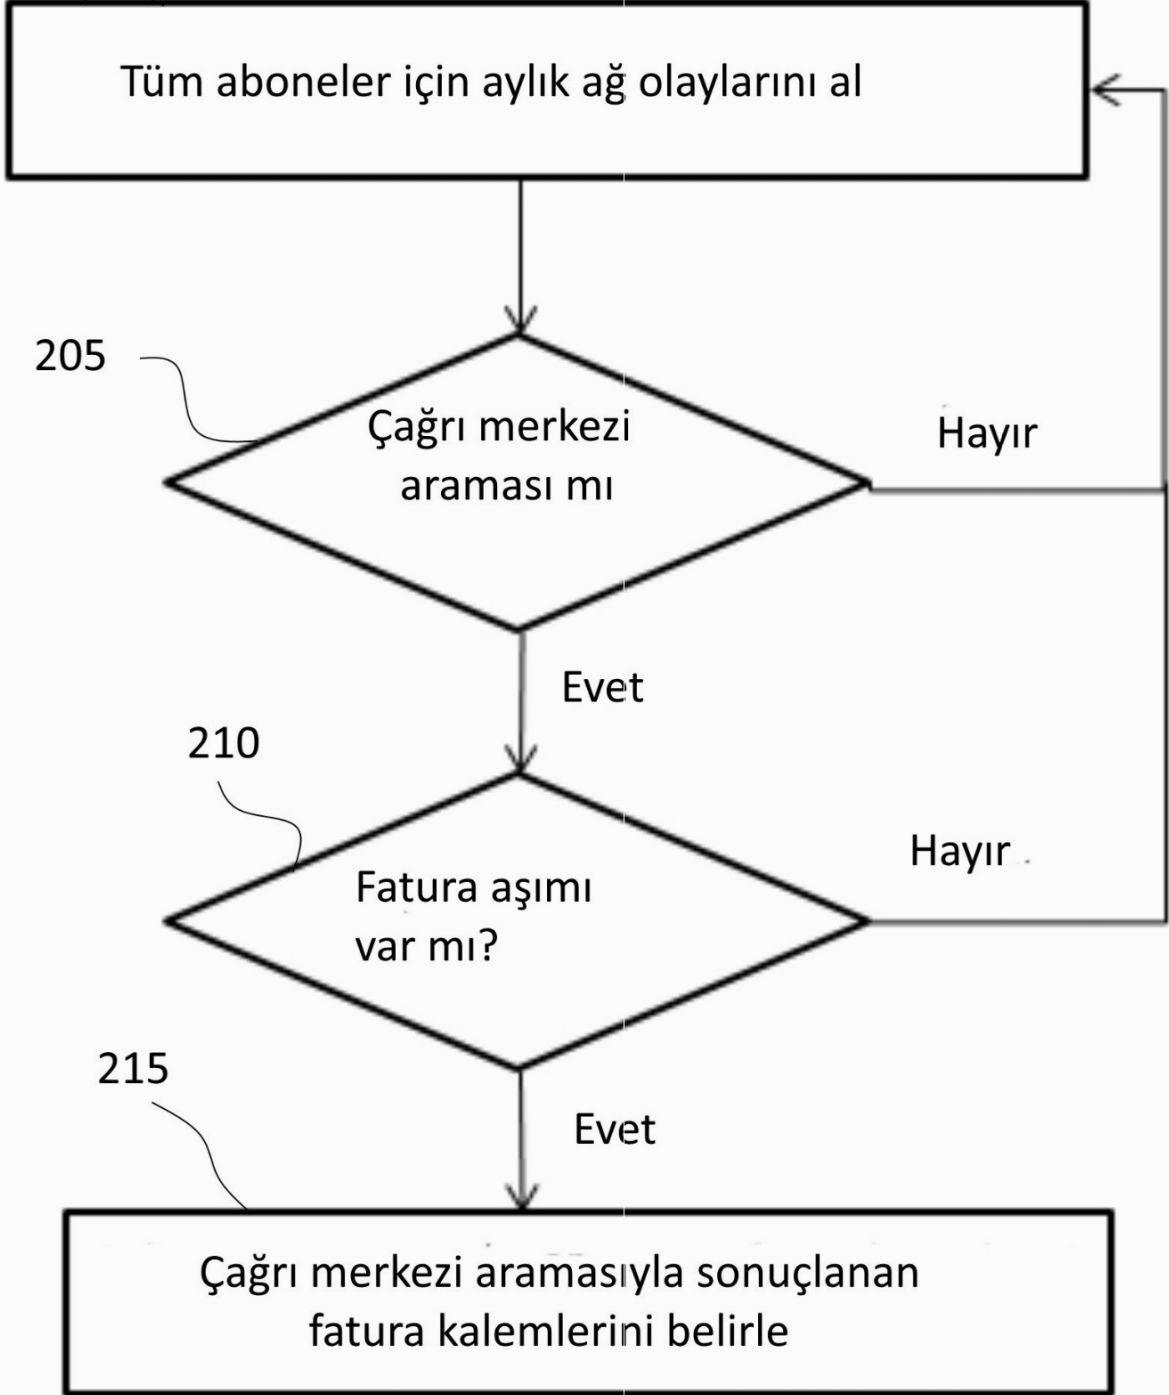 Tüm aboneler için aylık ağ olaylarını al
205
Çağrı merkezi
araması mı
Hayır
Evet
210
Fatura aşımı
var mı?
Hayır
215
Evet
Çağrı merkezi aramasıyla sonuçlanan
fatura kalemlerini belirle